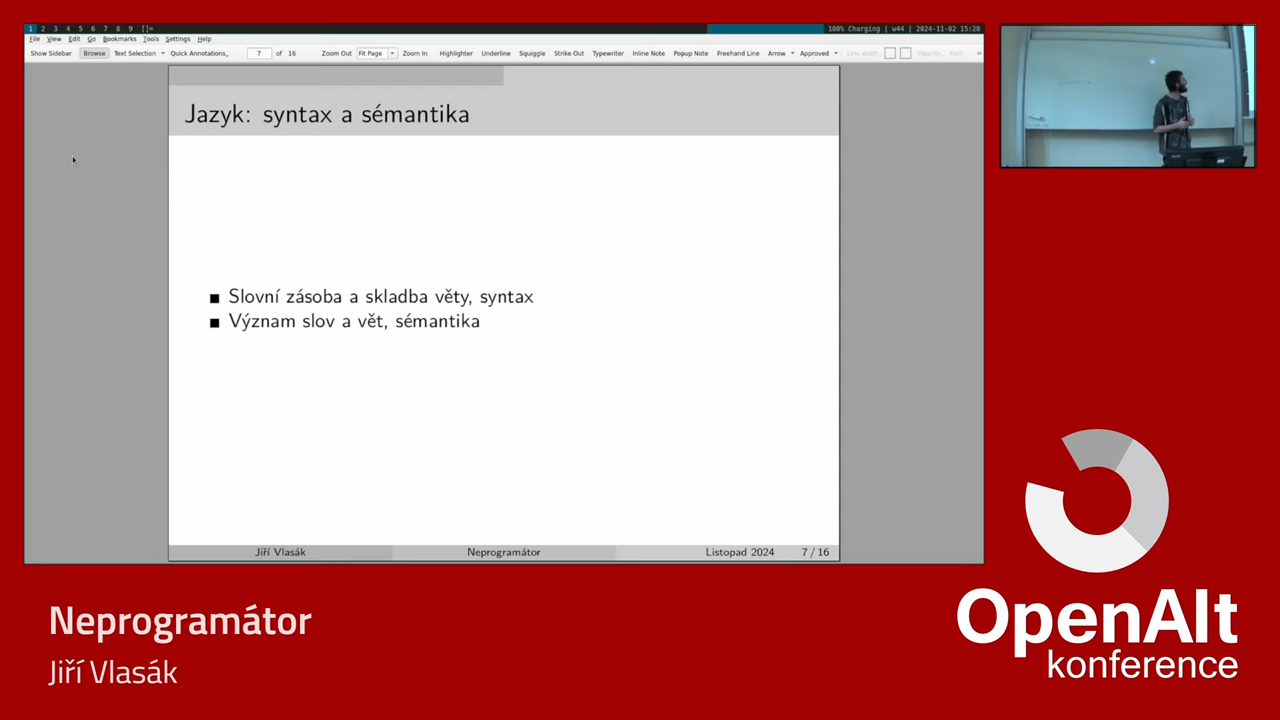 1 2 3 4 5 6 7 8 9 []=
100% Charging | w44 | 2024-11-02 15:28
File View Edit Go Bookmarks Tools Settings Help
Show Sidebar Browse Text Selection Quick Annotations 7 of 16 Zoom Out Fit Page Zoom In Highlighter Underline Squiggle Strike Out Typewriter Inline Note Popup Note Freehand Line Arrow Approved Line width Opacity Font
Jazyk: syntax a sémantika
Slovní zásoba a skladba věty, syntax
Význam slov a vět, sémantika
Jiří Vlasák Neprogramátor Listopad 2024 7 / 16
Neprogramátor
Jiří Vlasák
OpenAlt
konference